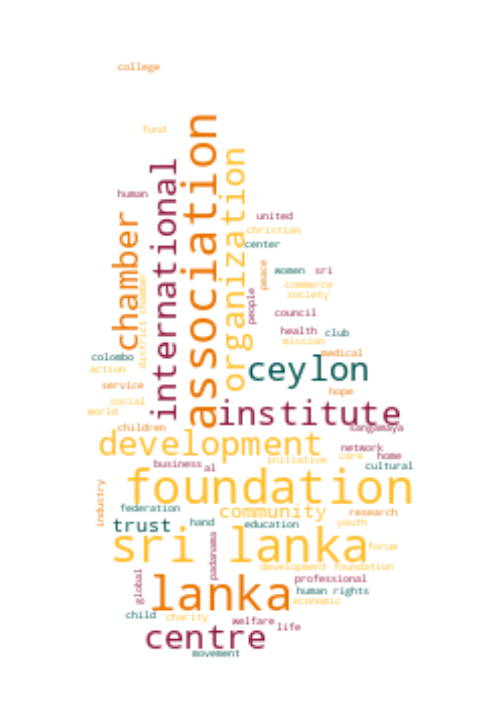 college
fund
association
organization
international
human
chamber
united
christian
center
district chamber
peace
women sri
commerce
society
people
council
health club
mission
medical
colombo
action
ceylon
service
hope
social
world
institute
children
sangamaya
development
network
care home
business al
initiative
cultural
foundation
industry
federation
community
research
trust hand education youth
sri lanka
padanama
forum
development foundation
global
professional
lanka
human rights
economic
child charity
welfare life
centre
movement